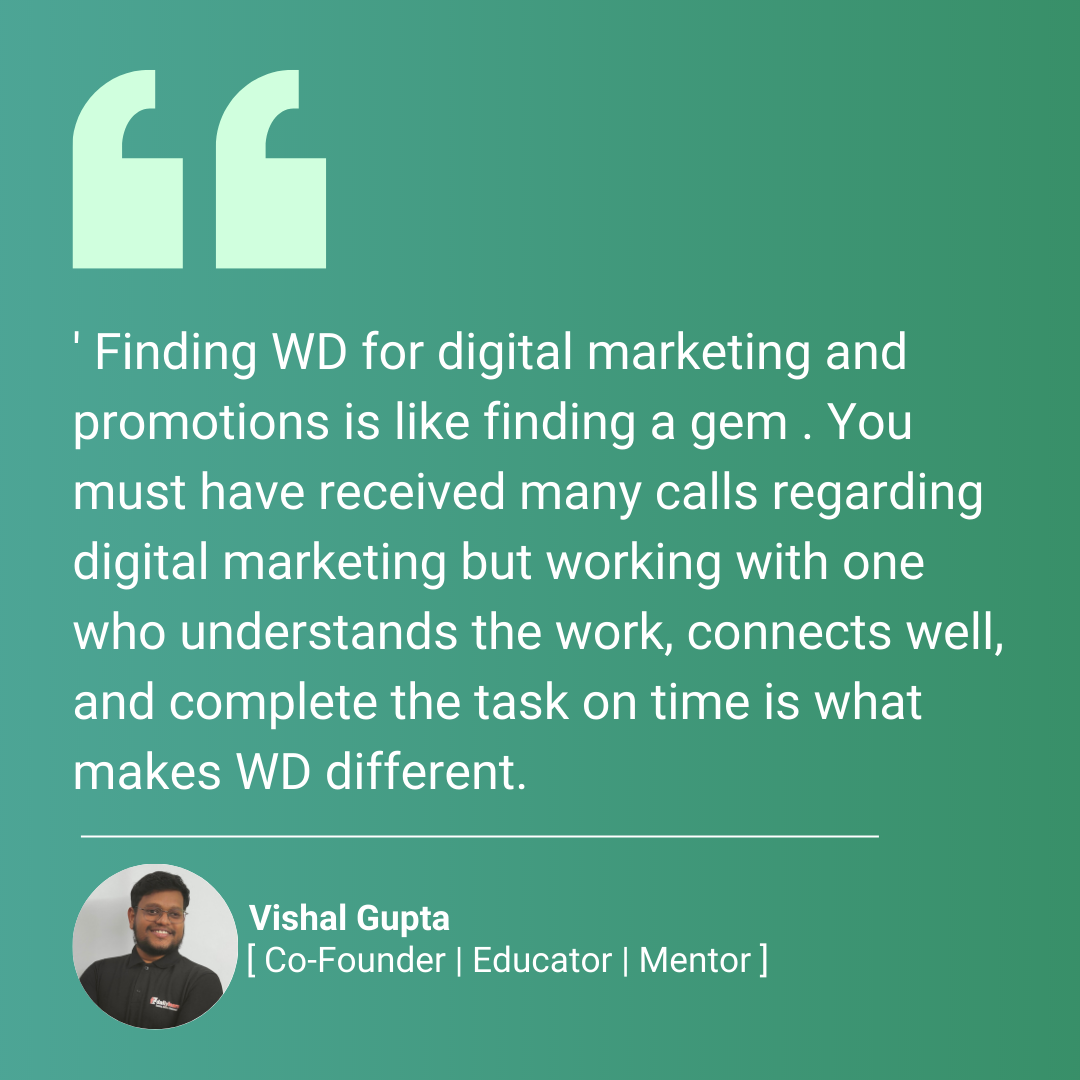 ' Finding WD for digital marketing and
promotions is like finding a gem . You
must have received many calls regarding
digital marketing but working with one
who understands the work, connects well,
and complete the task on time is what
makes WD different.
Vishal Gupta
[ Co-Founder | Educator | Mentor ]